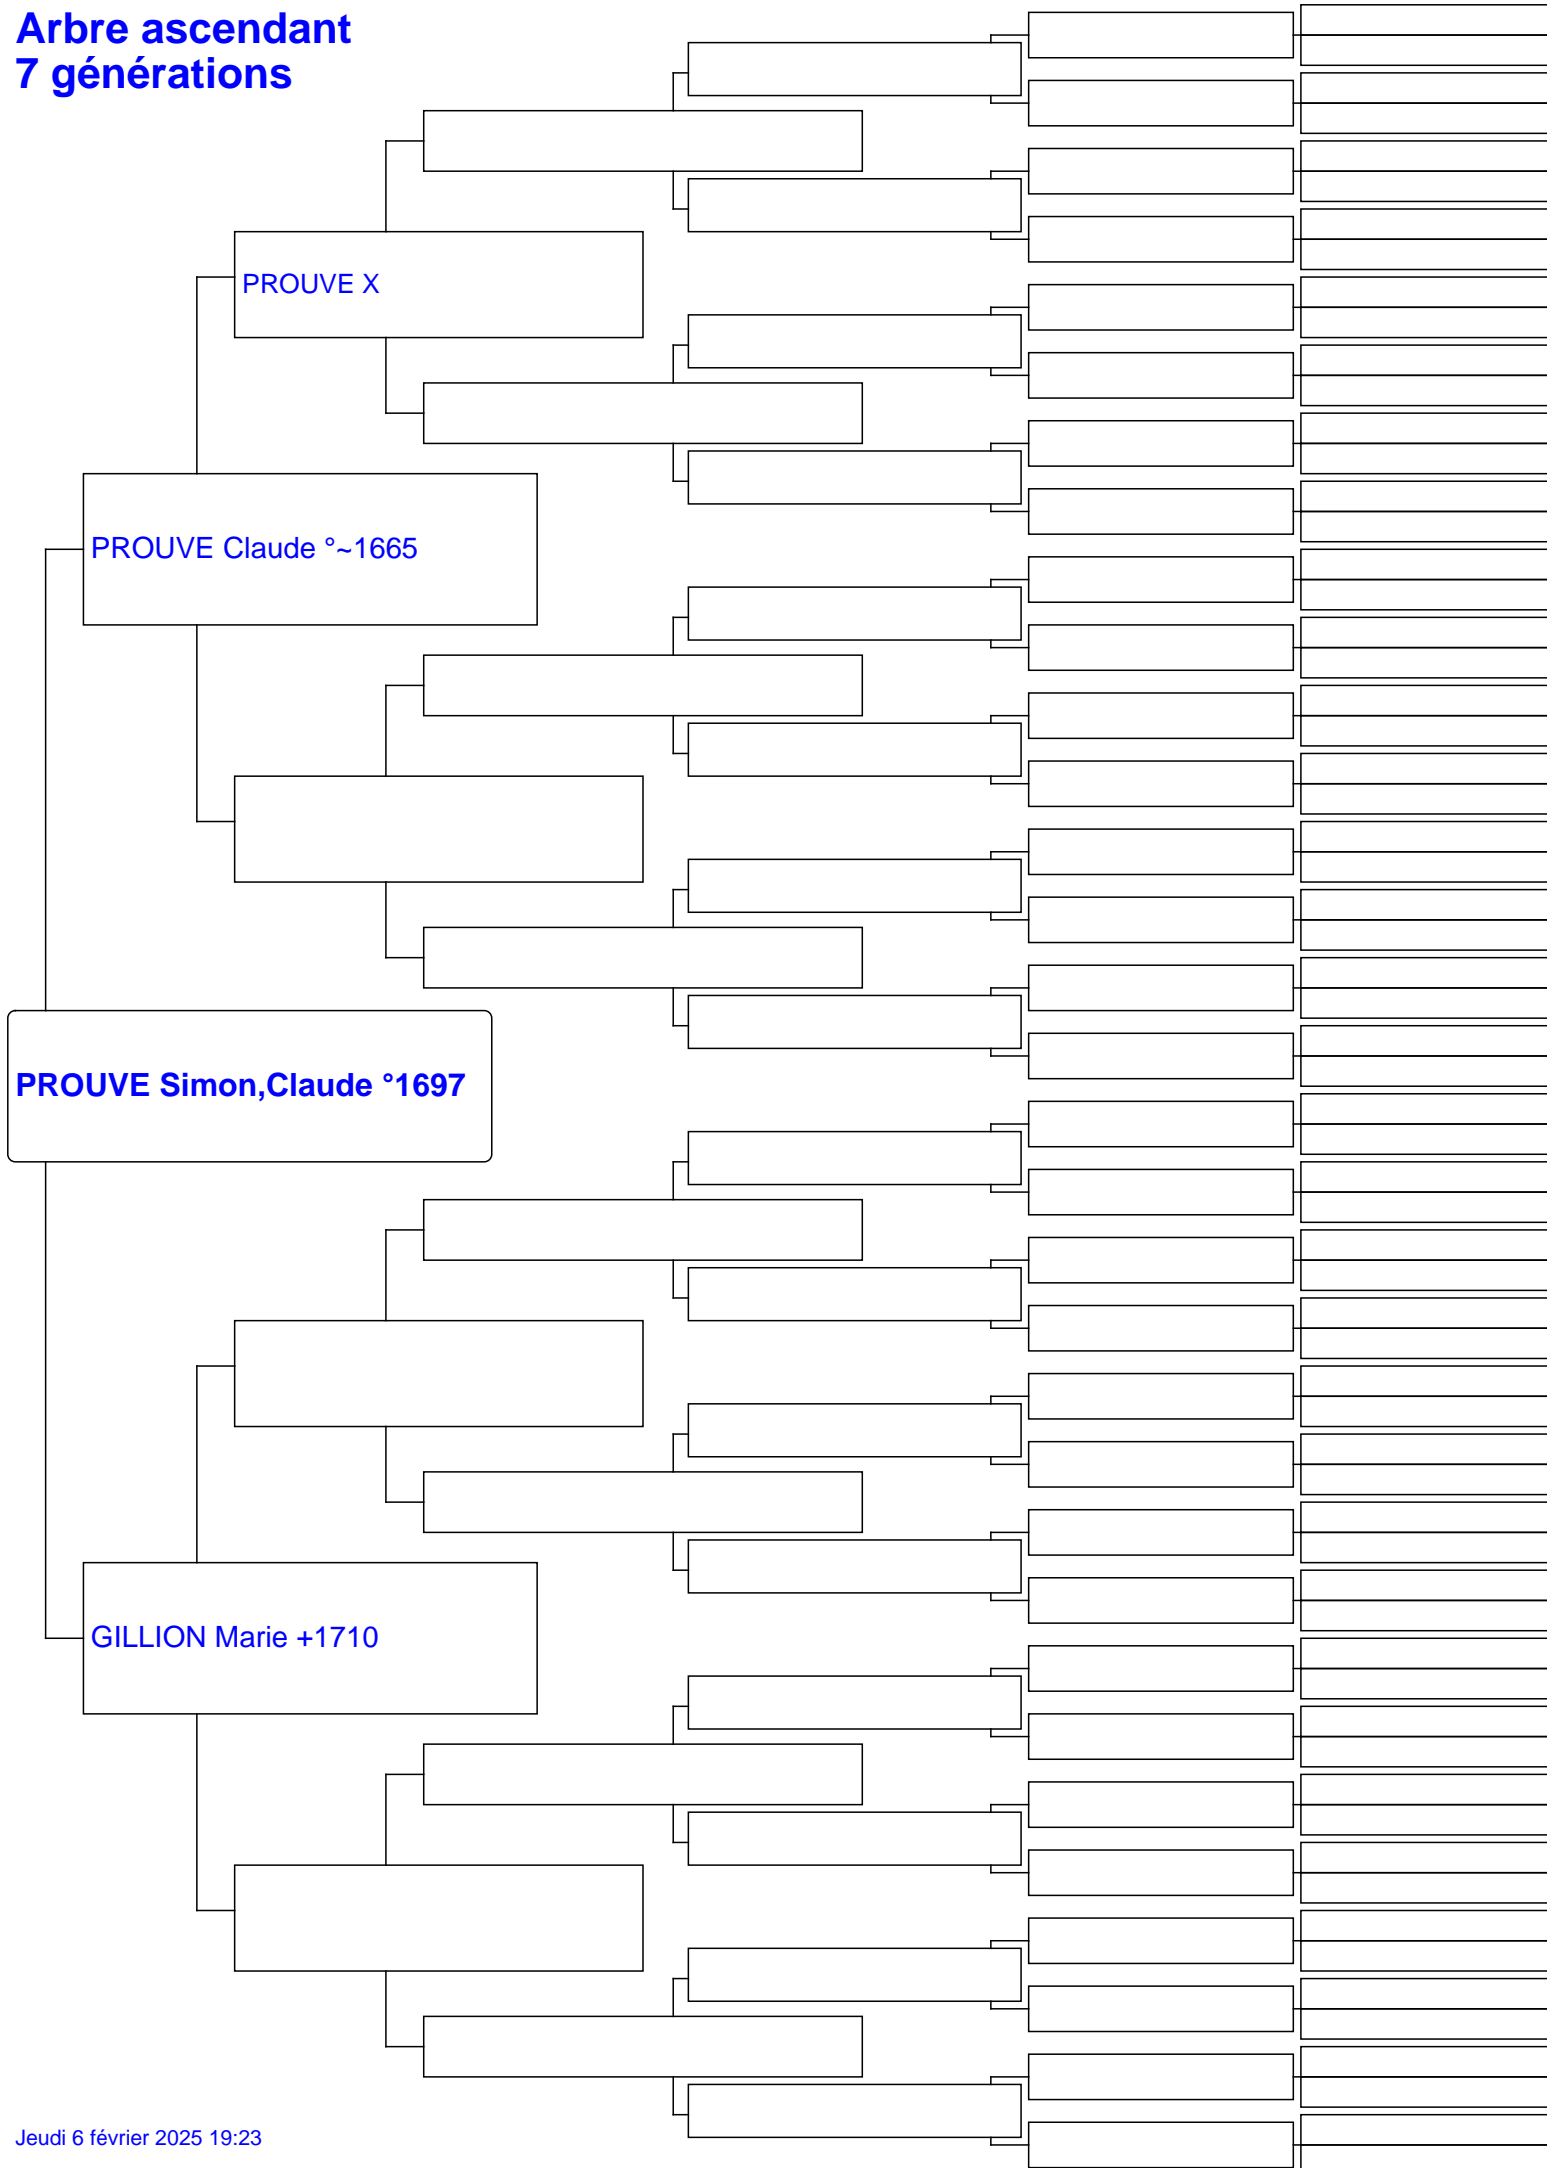 Arbre ascendant
7 générations
PROUVE X
PROUVE Claude °~1665
PROUVE Simon,Claude °1697
GILLION Marie +1710
Jeudi 6 février 2025 19:23